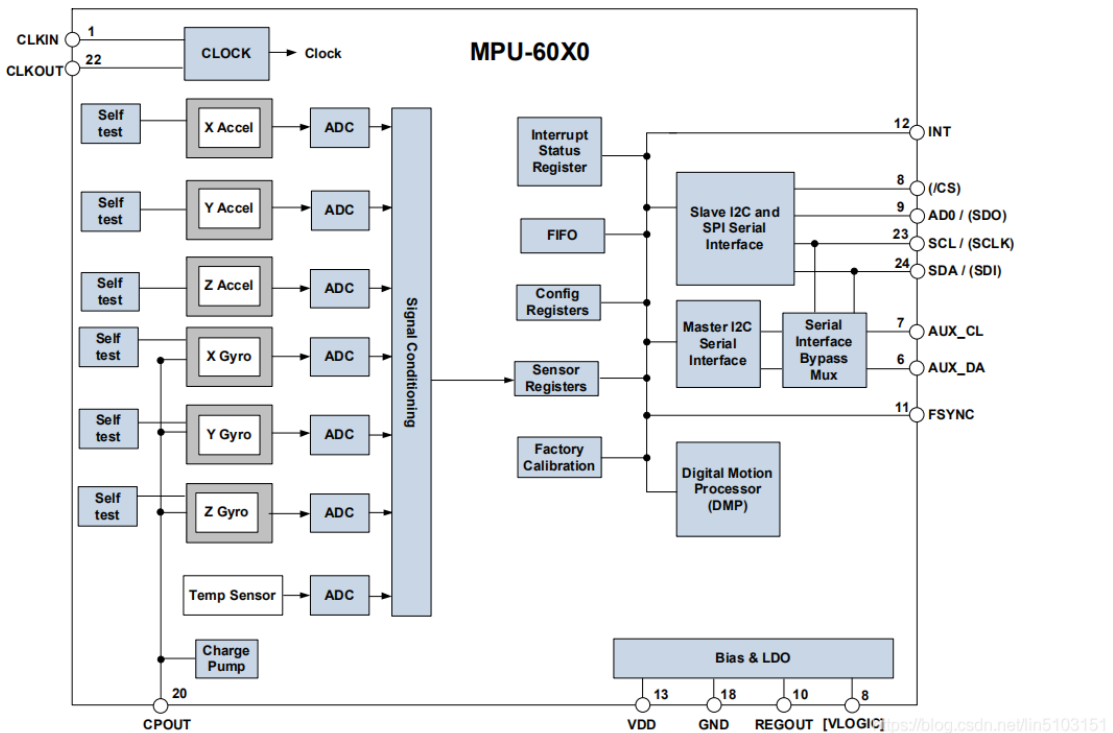 MPU-60X0
CLKIN
1
CLKOUT
22
CLOCK
Clock
Self
test
X Accel
ADC
Self
test
Y Accel
ADC
Self
test
Z Accel
ADC
Self
test
X Gyro
ADC
Self
test
Y Gyro
ADC
Self
test
Z Gyro
ADC
Temp Sensor
ADC
Charge
Pump
20
CPOUT
Signal Conditioning
Interrupt
Status
Register
FIFO
Config
Registers
Sensor
Registers
Factory
Calibration
Slave I2C and
SPI Serial
Interface
Master I2C
Serial
Interface
Serial
Interface
Bypass
Mux
Digital Motion
Processor
(DMP)
12
INT
8
(/CS)
9
AD0 / (SDO)
23
SCL / (SCLK)
24
SDA / (SDI)
7
AUX_CL
6
AUX_DA
11
FSYNC
Bias & LDO
13
VDD
18
GND
10
REGOUT
8
[VLOGIC]
https://blog.csdn.net/lin5103151